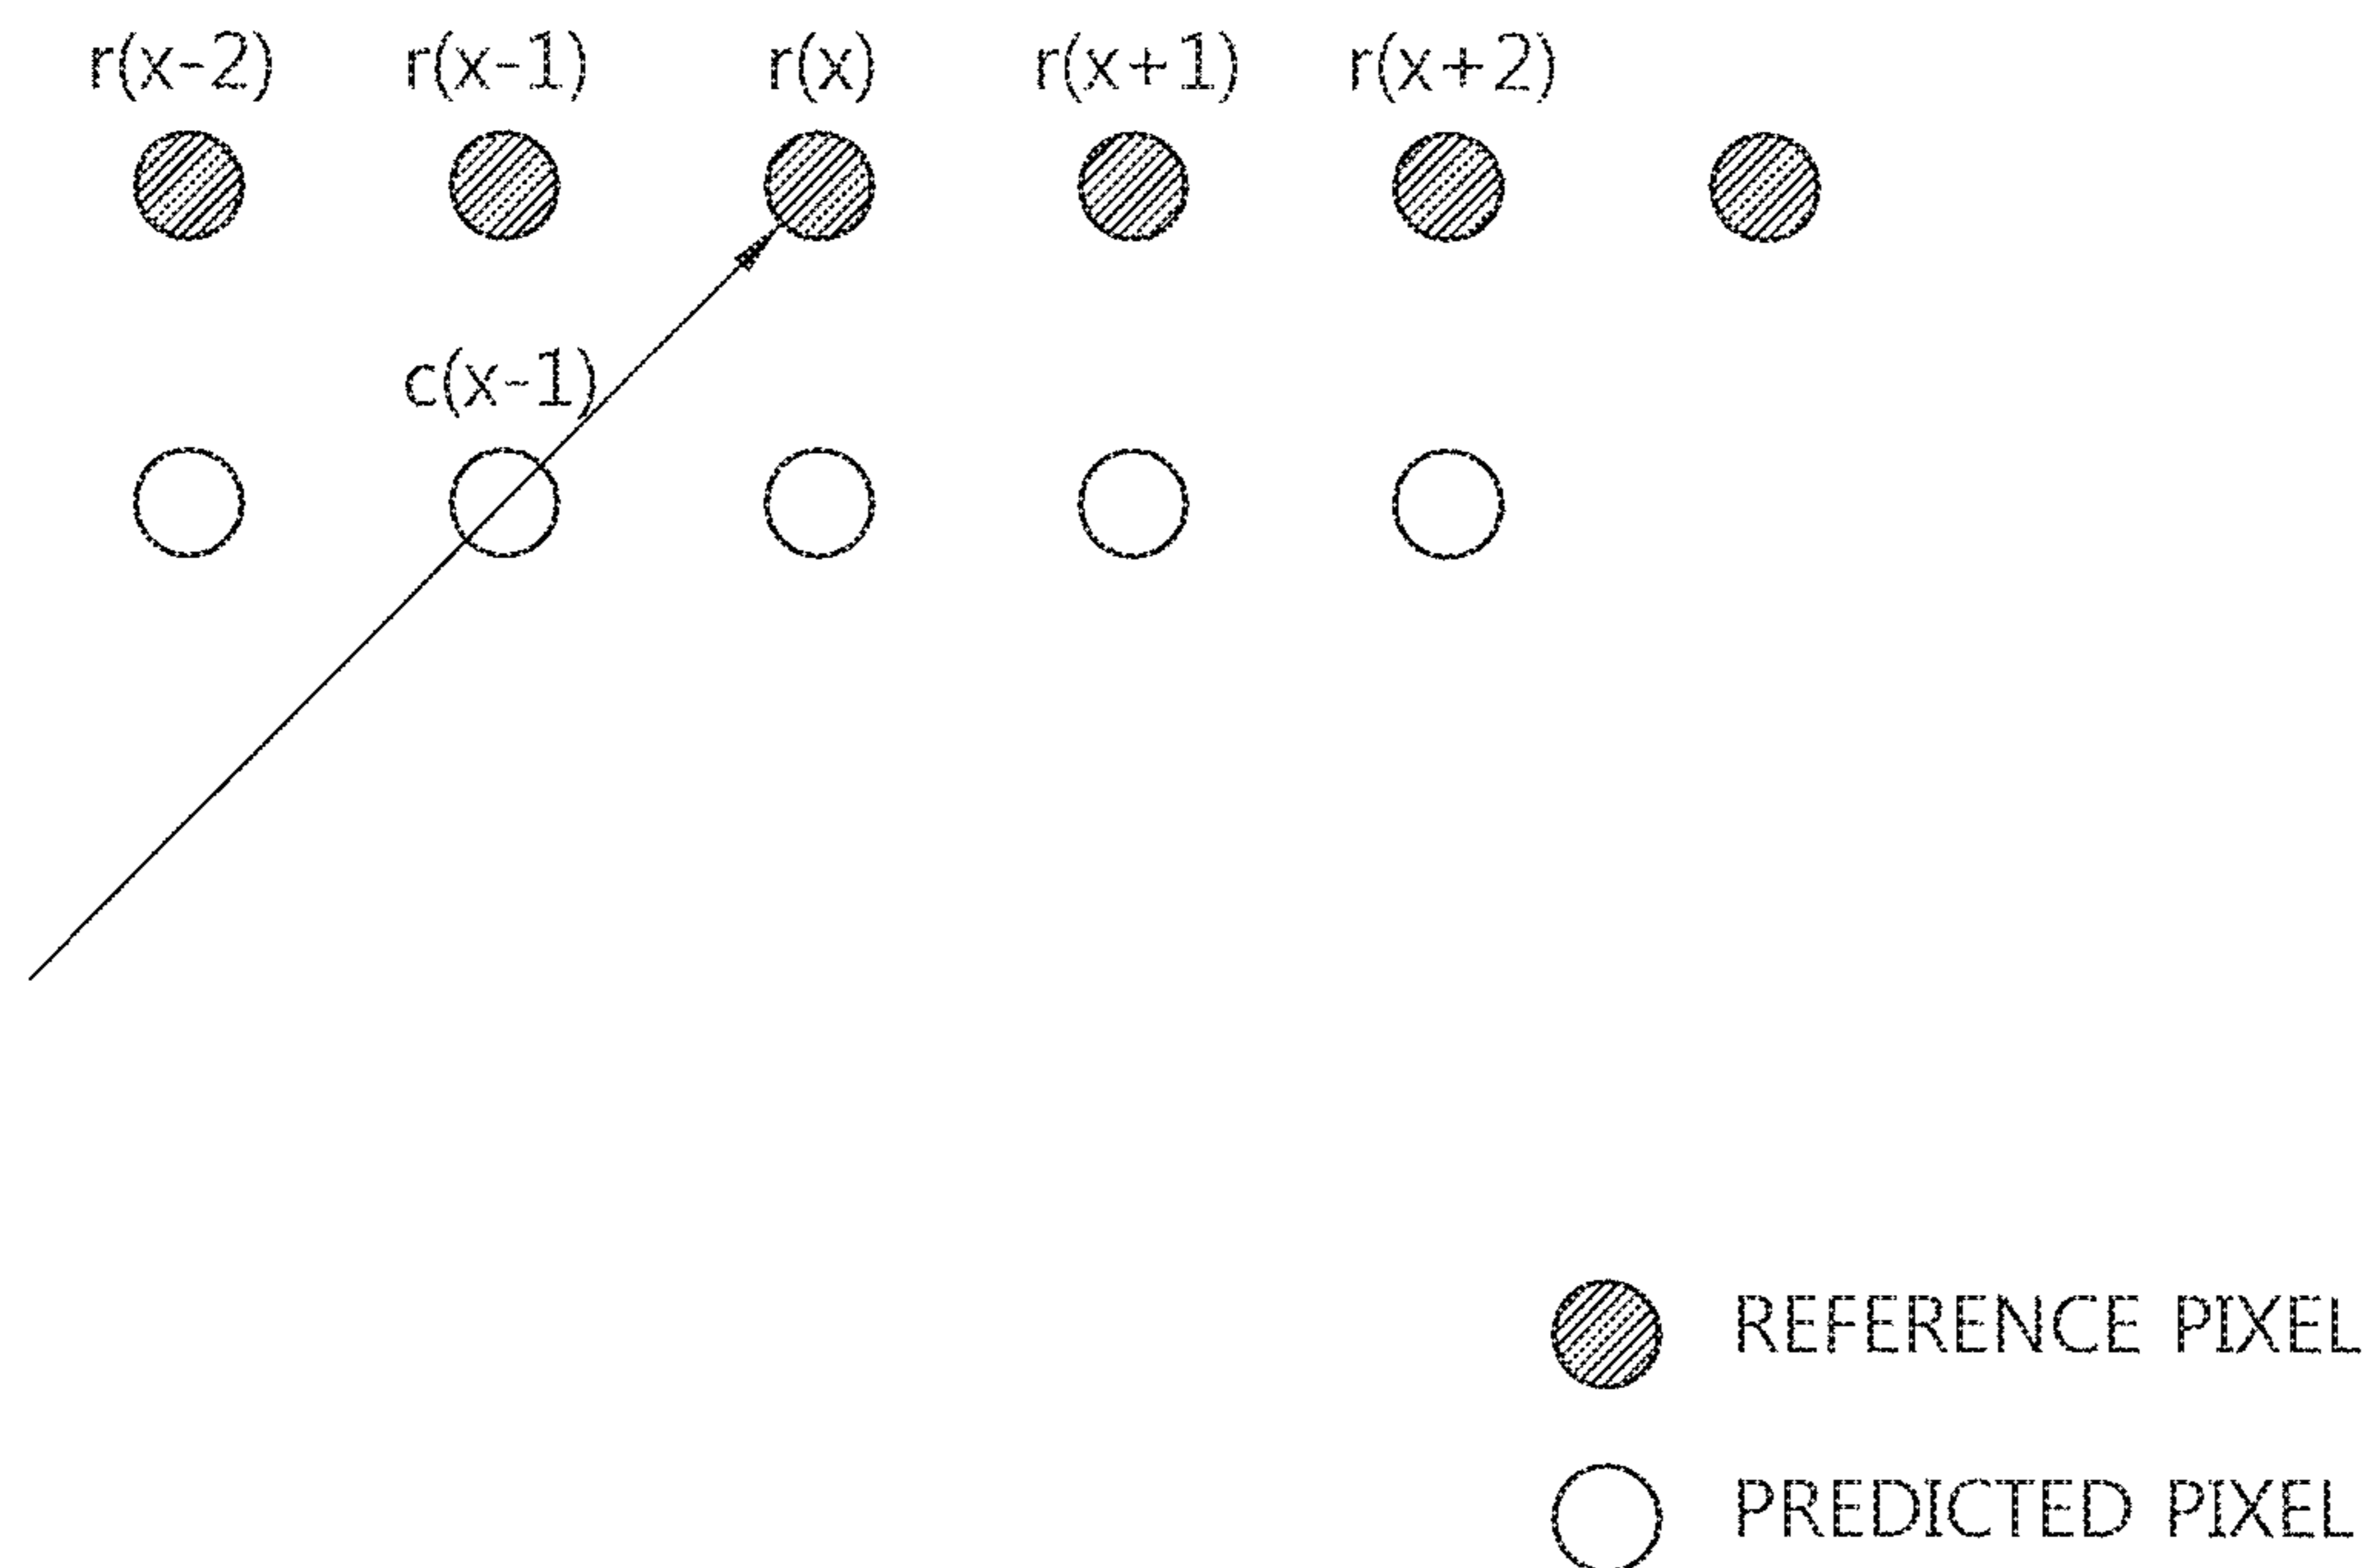 r(x-2) r(x-1) r(x) r(x+1) r(x+2)
c(x-1)
REFERENCE PIXEL
PREDICTED PIXEL